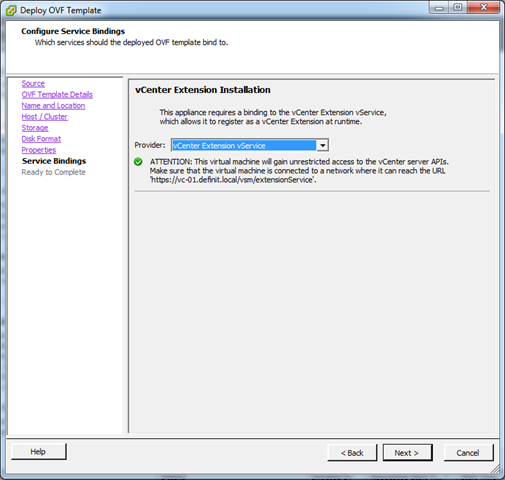 Deploy OVF Template
Configure Service Bindings
Which services should the deployed OVF template bind to.
Source
OVF Template Details
Name and Location
Host / Cluster
Storage
Disk Format
Properties
Service Bindings
Ready to Complete
vCenter Extension Installation
This appliance requires a binding to the vCenter Extension vService,
which allows it to register as a vCenter Extension at runtime.
Provider: vCenter Extension vService
ATTENTION: This virtual machine will gain unrestricted access to the vCenter server APIs.
Make sure that the virtual machine is connected to a network where it can reach the URL
'https://vc-01.definit.local/vsm/extensionService'.
Help
< Back
Next >
Cancel